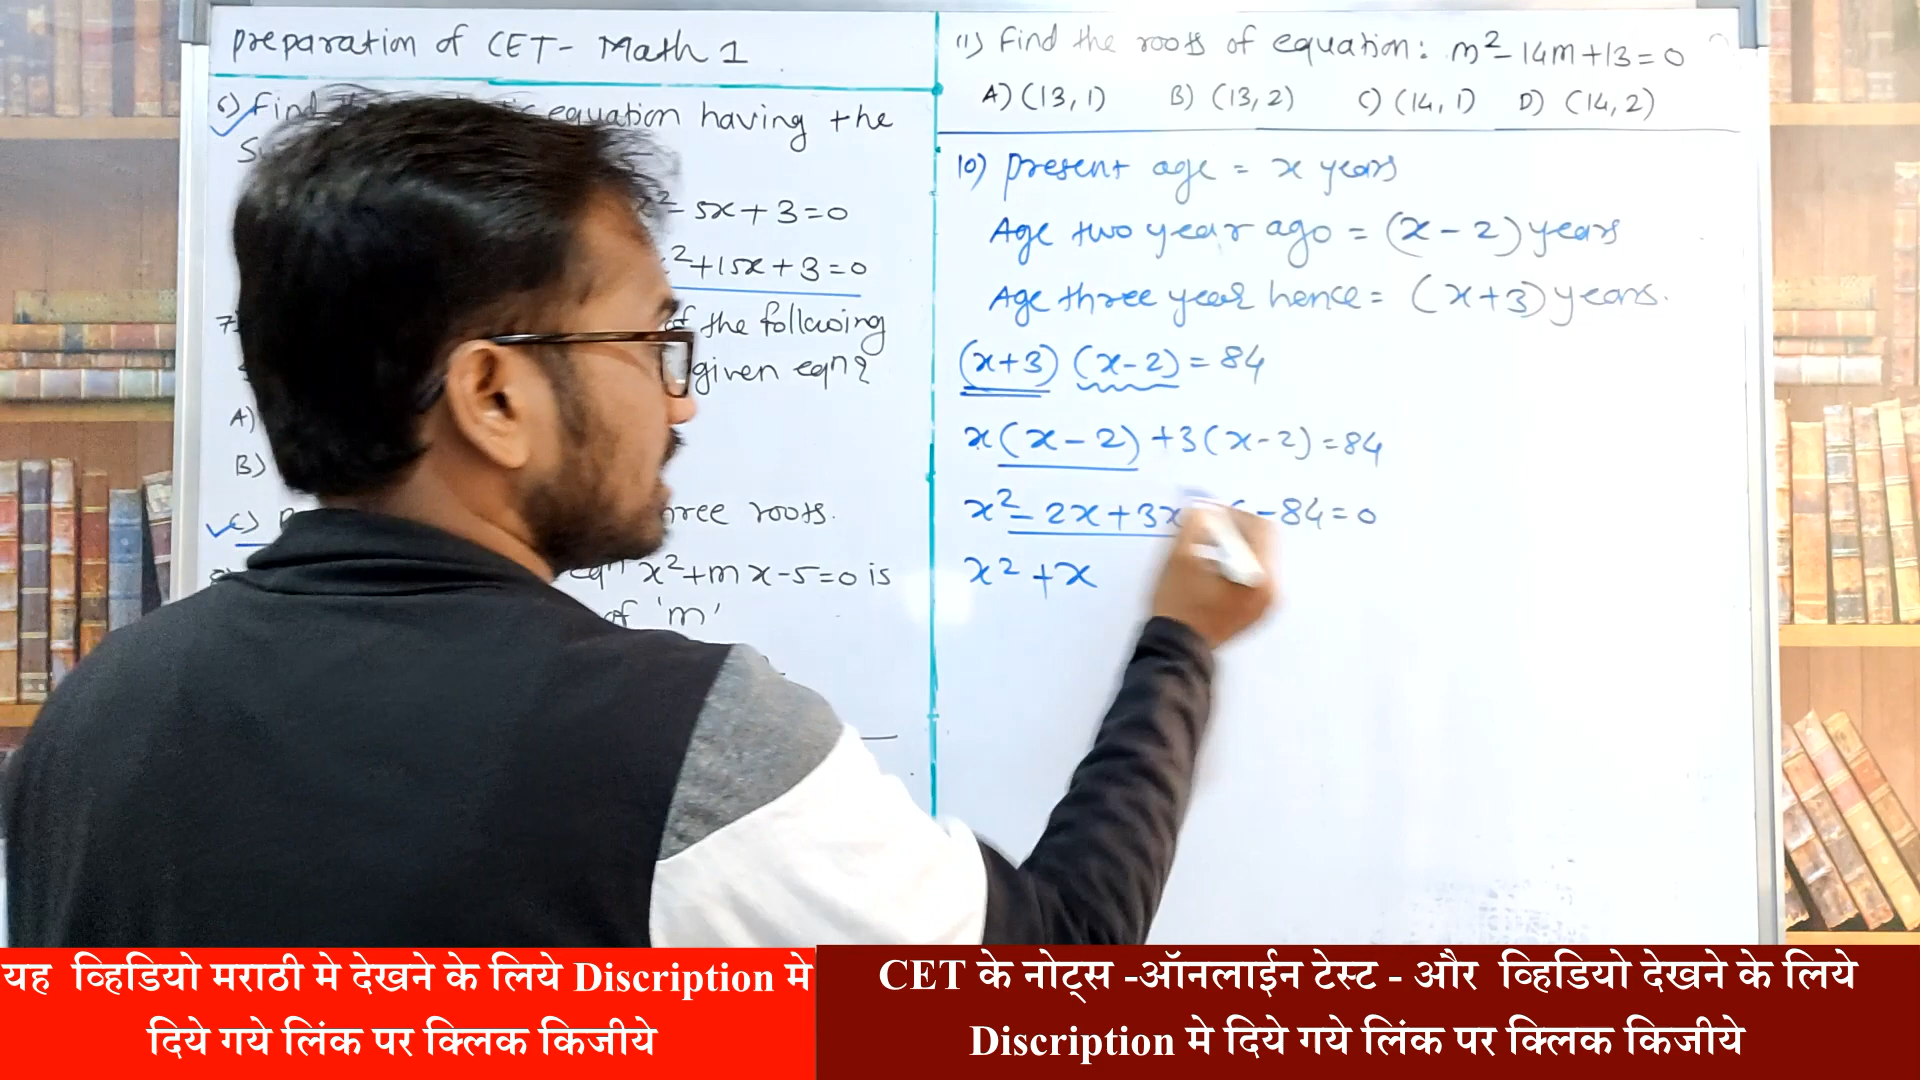 preparation of CET- Math 1
6) Find equation having the
x²- 5x+3=0
²+15x+3=0
7) of the following
given eqn?
A)
B)
C) three roots.
eqn x²+mx-5=0 is
of 'm'
11) Find the roots of equation: m²-14m+13=0
A) (13,1) B) (13,2) C) (14,1) D) (14,2)
10) present age = x years
Age two year ago = (x-2) years
Age three year hence = (x+3) years.
(x+3) (x-2) = 84
x(x-2)+3(x-2)=84
x²-2x+3x -84=0
x²+x
यह व्हिडियो मराठी मे देखने के लिये Discription मे
दिये गये लिंक पर क्लिक किजीये
CET के नोट्स -ऑनलाईन टेस्ट - और व्हिडियो देखने के लिये
Discription मे दिये गये लिंक पर क्लिक किजीये